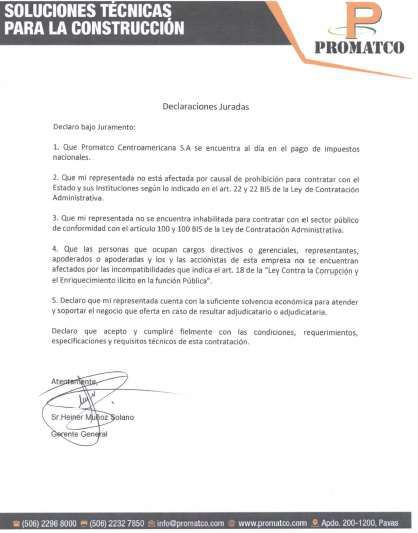 SOLUCIONES TÉCNICAS
PARA LA CONSTRUCCIÓN
PROMATCO
Declaraciones Juradas
Declaro bajo Juramento:
1. Que Promatco Centroamericana S.A se encuentra al día en el pago de impuestos
nacionales.
2. Que mi representada no está afectada por causal de prohibición para contratar con el
Estado y sus Instituciones según lo indicado en el art. 22 y 22 BIS de la Ley de Contratación
Administrativa.
3. Que mi representada no se encuentra inhabilitada para contratar con el sector público
de conformidad con el artículo 100 y 100 BIS de la Ley de Contratación Administrativa.
4. Que las personas que ocupan cargos directivos o gerenciales, representantes,
apoderados o apoderadas y los y las accionistas de esta empresa no se encuentran
afectados por las incompatibilidades que indica el art. 18 de la "Ley Contra la Corrupción y
el Enriquecimiento ilícito en la función Pública".
5. Declaro que mi representada cuenta con la suficiente solvencia económica para atender
y soportar el negocio que oferta en caso de resultar adjudicatario o adjudicataria.
Declaro que acepto y cumpliré fielmente con las condiciones, requerimientos,
especificaciones y requisitos técnicos de esta contratación.
Atentamente,
Sr.Heiner Muñoz Solano
Gerente General
(506) 2296 8000 (506) 2232 7850 info@promatco.com www.promatco.com Apdo. 200-1200, Pavas